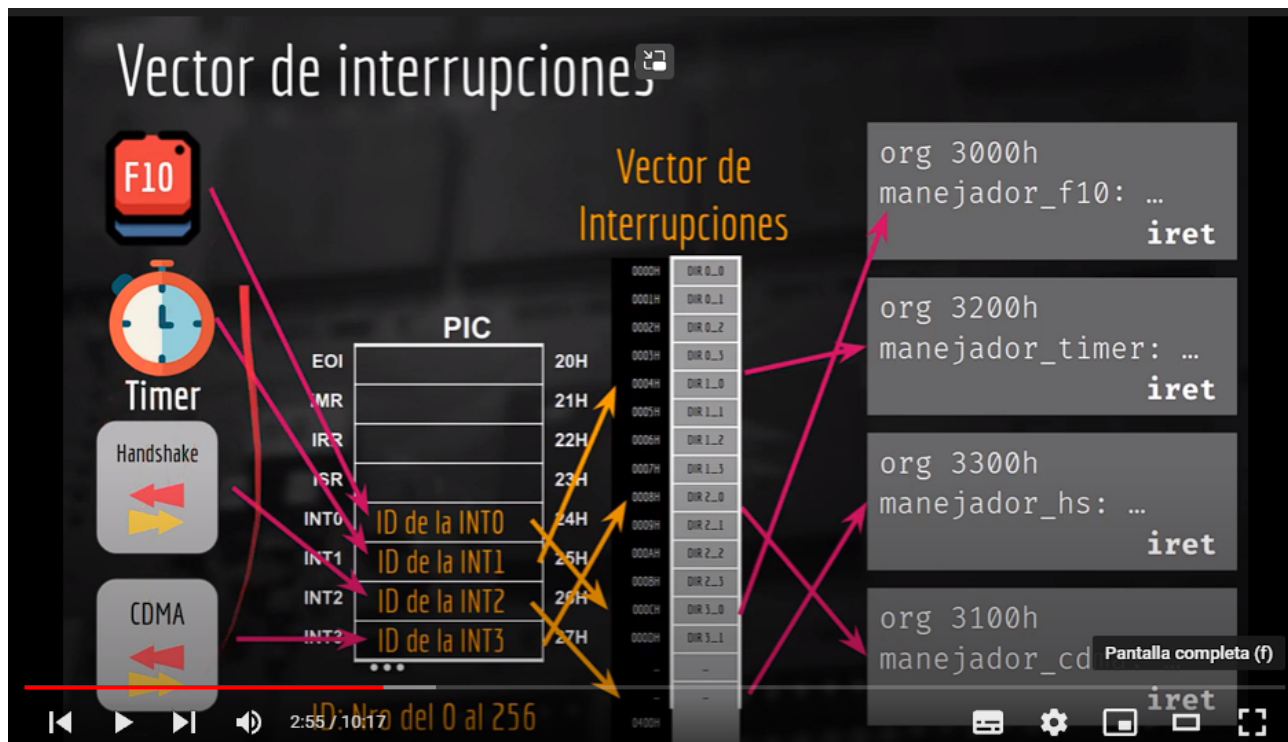 Vector de interrupciones
F10
Timer
Handshake
CDMA
PIC
EOI 20H
IMR 21H
IRR 22H
ISR 23H
INT0 ID de la INT0 24H
INT1 ID de la INT1 25H
INT2 ID de la INT2 26H
INT3 ID de la INT3 27H
...
ID: Nro del 0 al 256
Vector de
Interrupciones
0000H DIR 0_0
0001H DIR 0_1
0002H DIR 0_2
0003H DIR 0_3
0004H DIR 1_0
0005H DIR 1_1
0006H DIR 1_2
0007H DIR 1_3
0008H DIR 2_0
0009H DIR 2_1
000AH DIR 2_2
000BH DIR 2_3
000CH DIR 3_0
000DH DIR 3_1
- -
- -
0400H
org 3000h
manejador_f10: …
iret
org 3200h
manejador_timer: …
iret
org 3300h
manejador_hs: …
iret
org 3100h
iret
Pantalla completa (f)
2:55 / 10:17